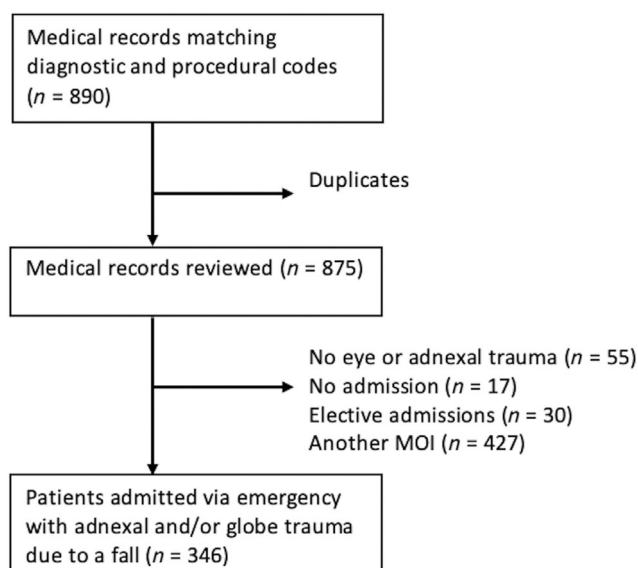 Medical records matching
diagnostic and procedural codes
(n = 890)
Duplicates
Medical records reviewed (n = 875)
No eye or adnexal trauma (n = 55)
No admission (n = 17)
Elective admissions (n = 30)
Another MOI (n = 427)
Patients admitted via emergency
with adnexal and/or globe trauma
due to a fall (n = 346)